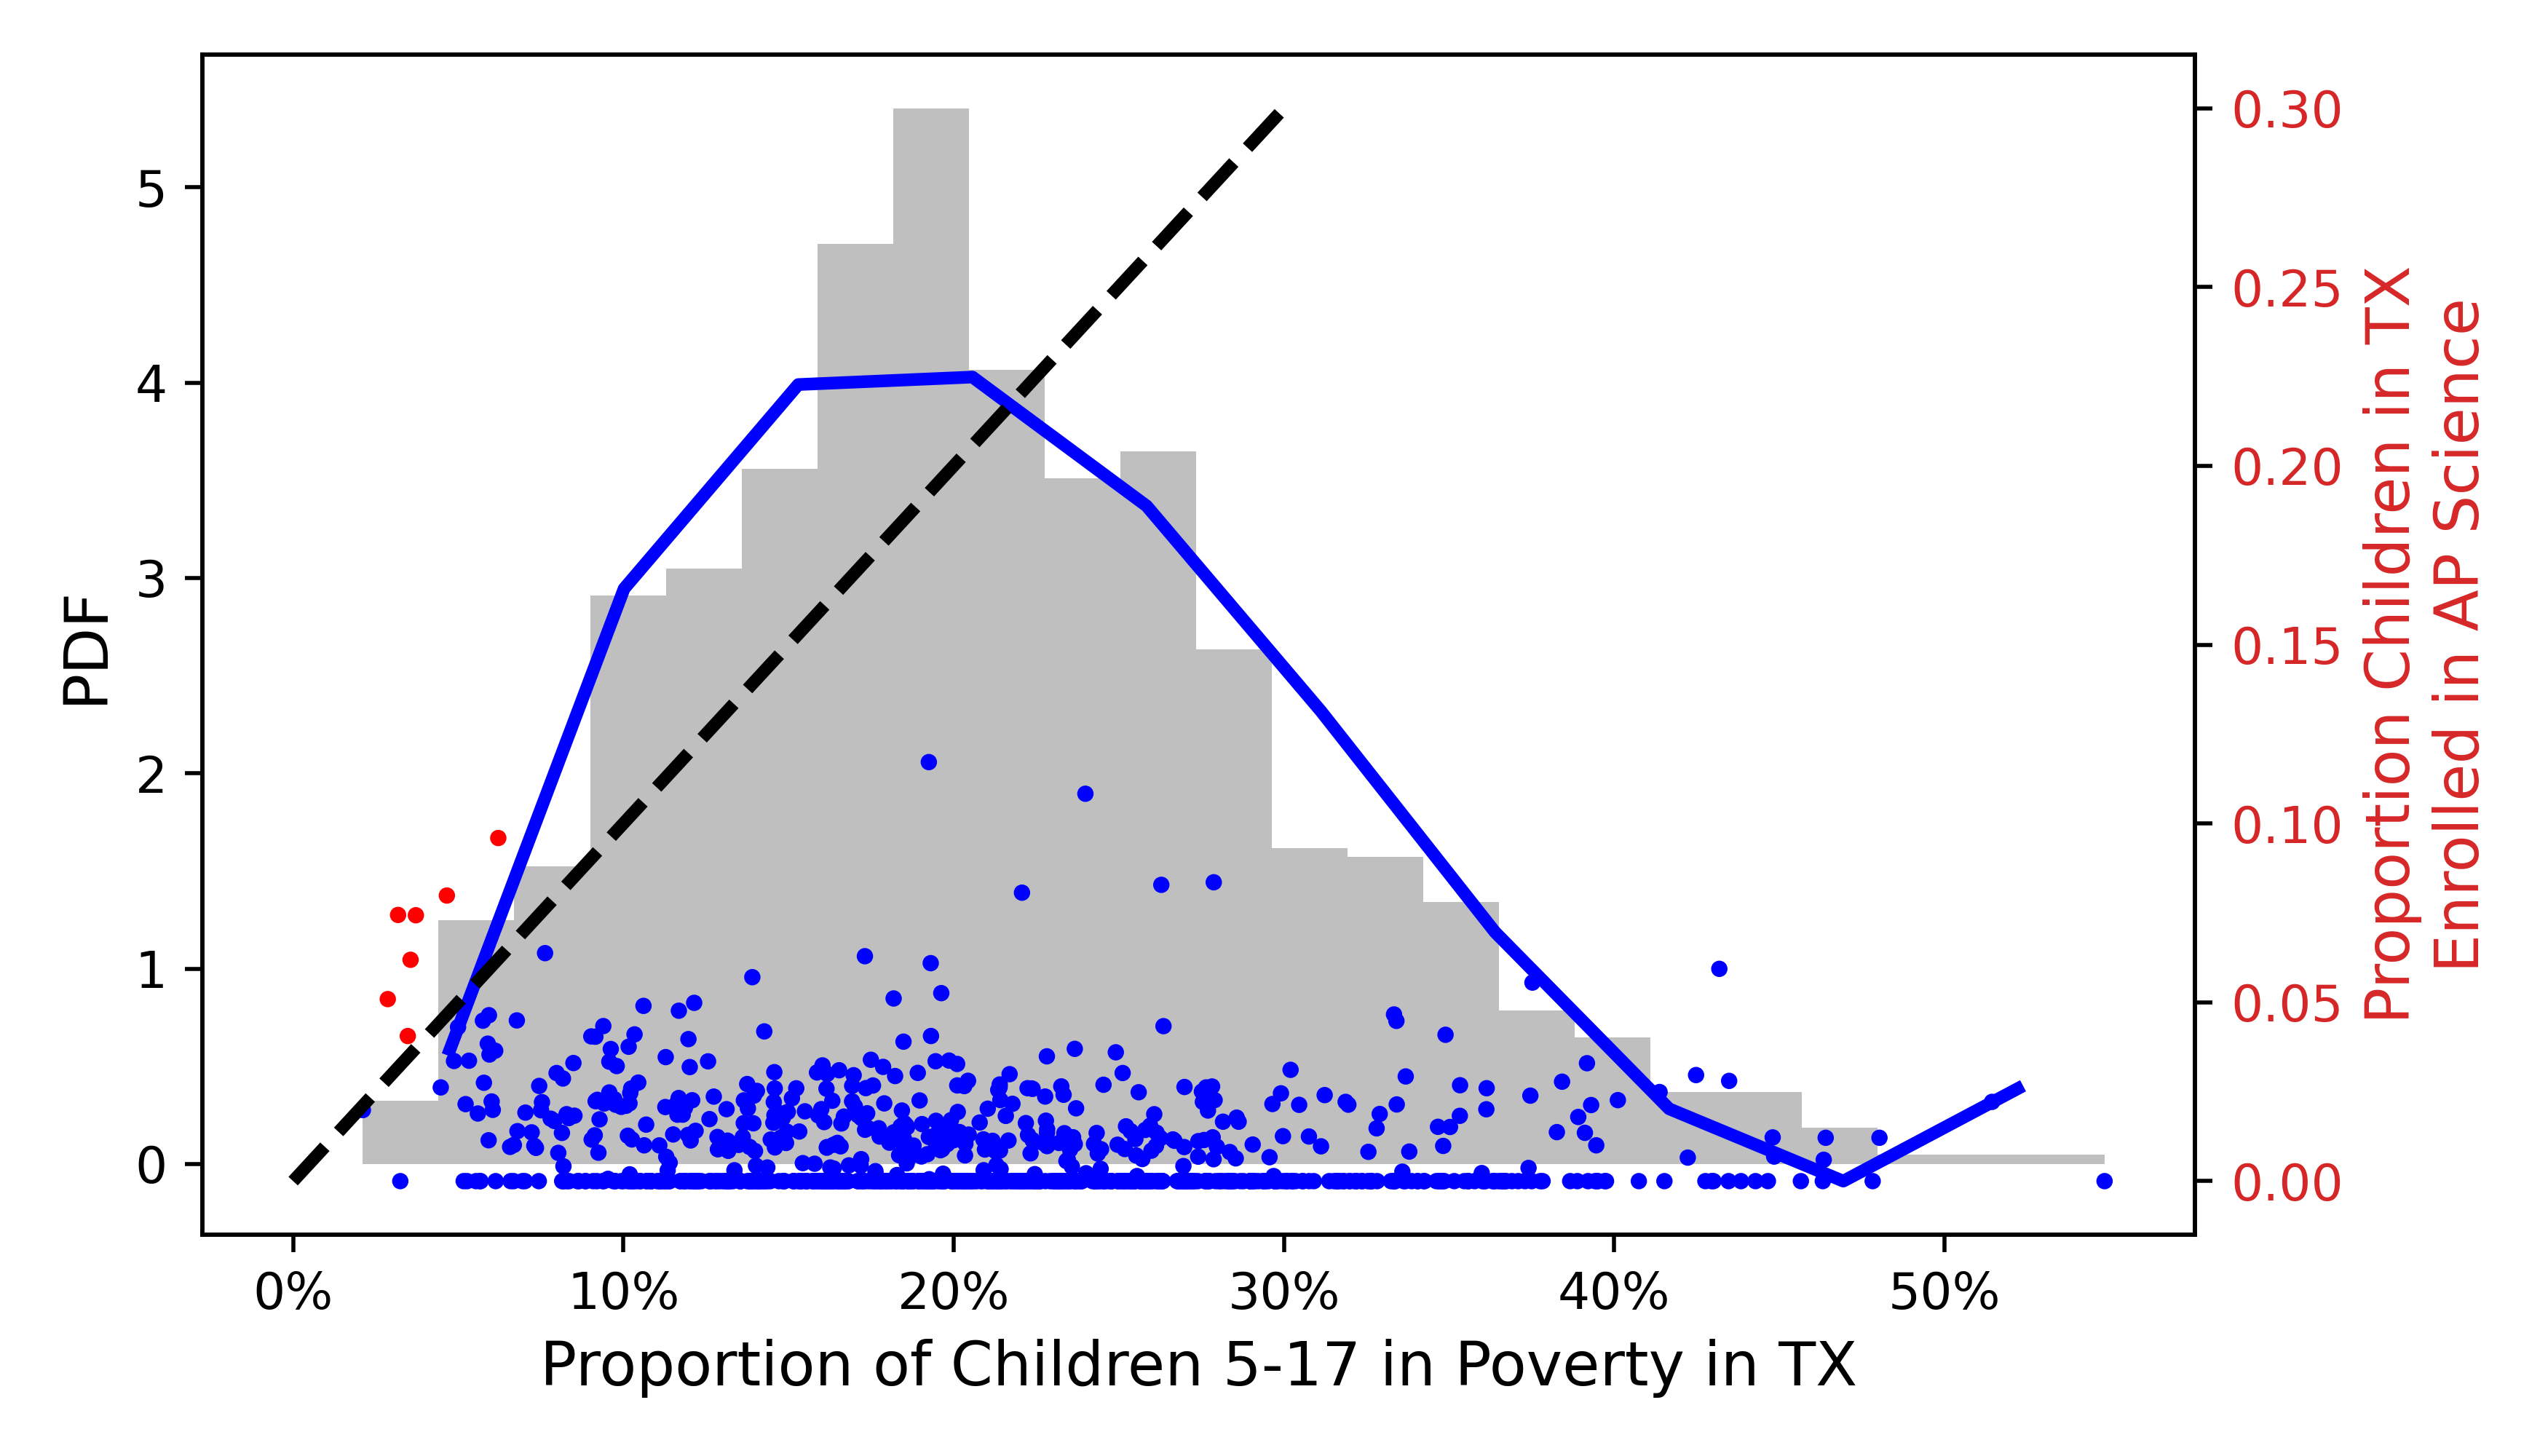 PDF
5
4
3
2
1
0
0% 10% 20% 30% 40% 50%
Proportion of Children 5-17 in Poverty in TX
0.30
0.25
0.20
0.15
0.10
0.05
0.00
Proportion Children in TX
Enrolled in AP Science